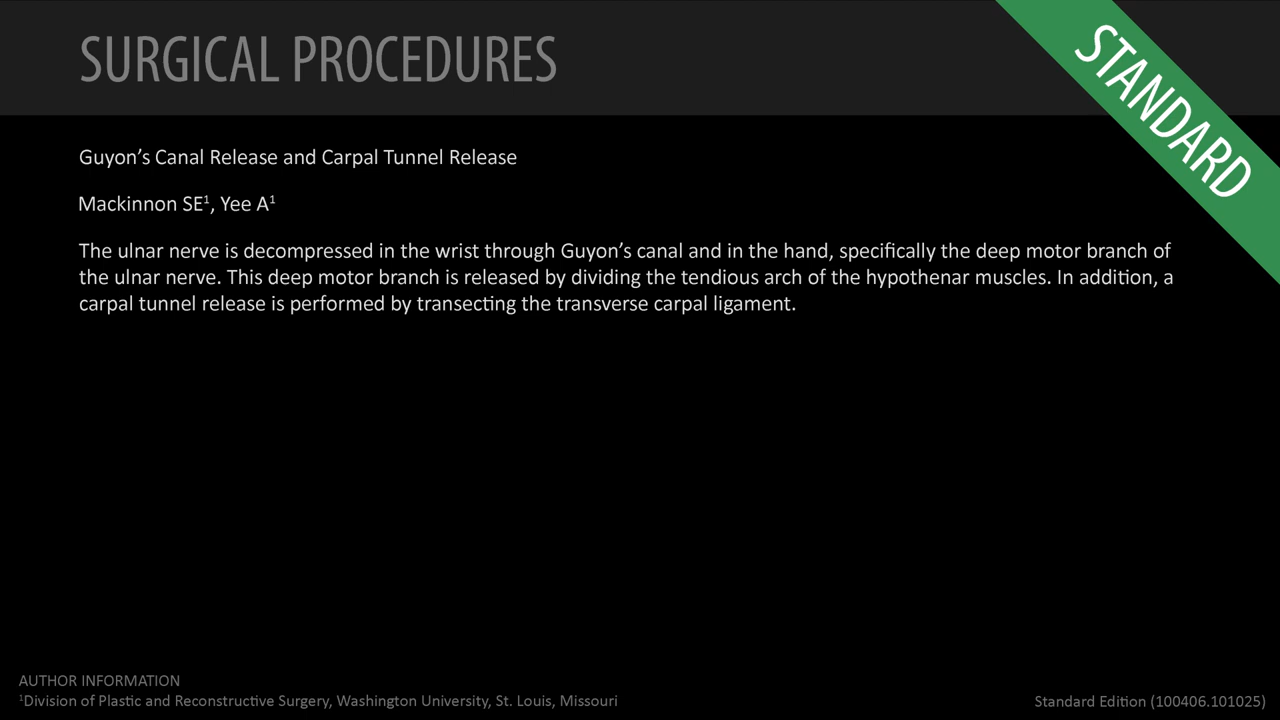 SURGICAL PROCEDURES
STANDARD
Guyon’s Canal Release and Carpal Tunnel Release
Mackinnon SE¹, Yee A¹
The ulnar nerve is decompressed in the wrist through Guyon’s canal and in the hand, specifically the deep motor branch of
the ulnar nerve. This deep motor branch is released by dividing the tendious arch of the hypothenar muscles. In addition, a
carpal tunnel release is performed by transecting the transverse carpal ligament.
AUTHOR INFORMATION
¹Division of Plastic and Reconstructive Surgery, Washington University, St. Louis, Missouri
Standard Edition (100406.101025)